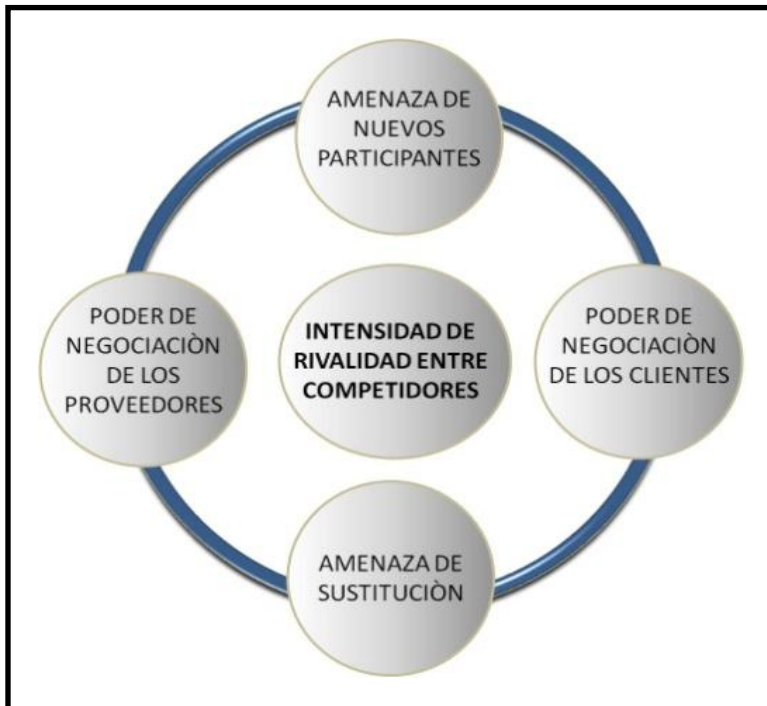 AMENAZA DE
NUEVOS
PARTICIPANTES
PODER DE
NEGOCIACIÒN
DE LOS
PROVEEDORES
INTENSIDAD DE
RIVALIDAD ENTRE
COMPETIDORES
PODER DE
NEGOCIACIÒN
DE LOS CLIENTES
AMENAZA DE
SUSTITUCIÒN